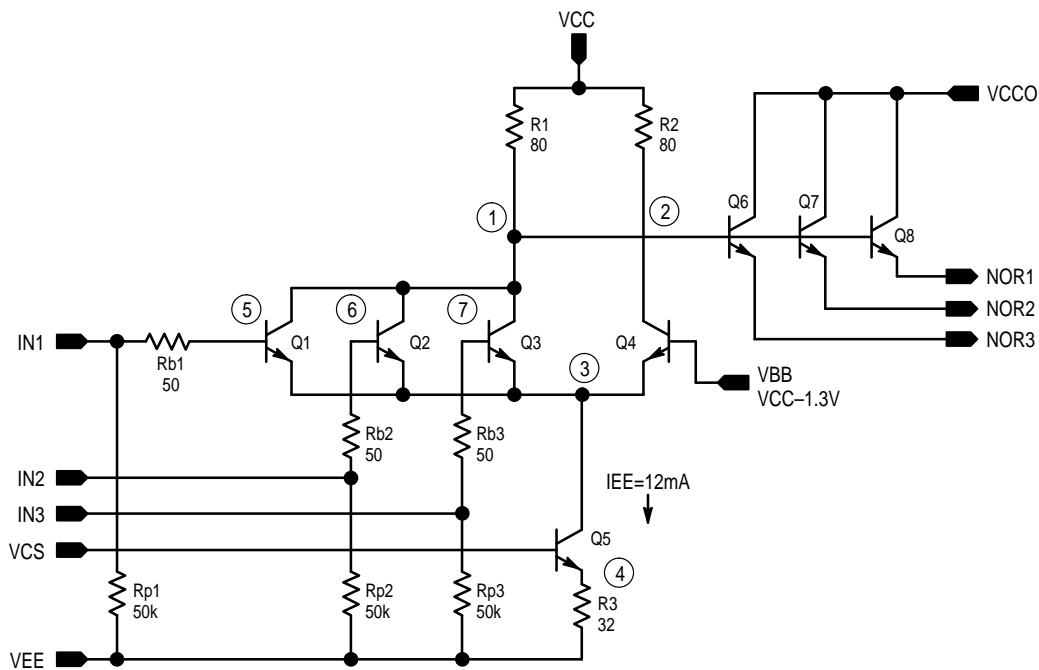 VCC
R1
80
R2
80
VCCO
Q6
Q7
Q8
1
2
NOR1
NOR2
NOR3
5
6
7
IN1
Rb1
50
Q1
Q2
Q3
Q4
3
VBB
VCC–1.3V
Rb2
50
Rb3
50
IN2
IN3
IEE=12mA
VCS
Q5
4
Rp1
50k
Rp2
50k
Rp3
50k
R3
32
VEE